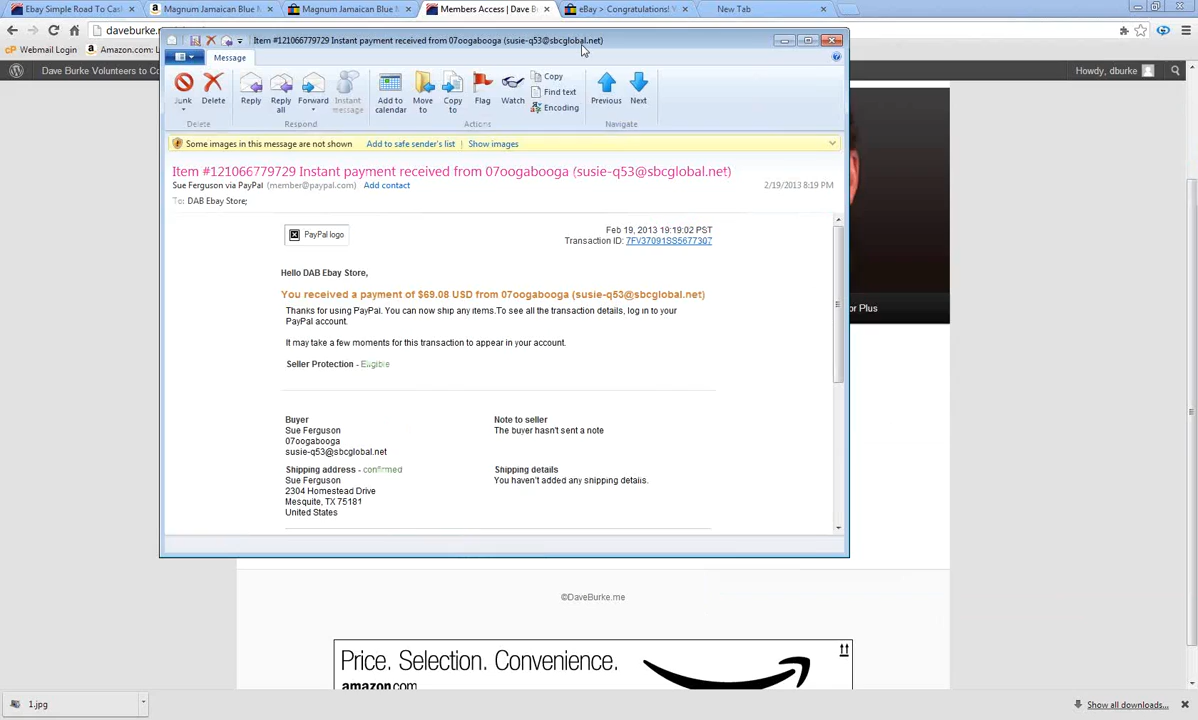 Ebay Simple Road To Cas
Magnum Jamaican Blue M
Magnum Jamaican Blue M
Members Access | Dave B
eBay > Congratulations! Y
New Tab
daveburke.
Webmail Login
Amazon.com:
Dave Burke Volunteers to Co
Howdy, dburke
Item #121066779729 Instant payment received from 07oogabooga (susie-q53@sbcglobal.net)
Message
Junk
Delete
Reply
Reply all
Forward
Instant message
Add to calendar
Move to
Copy to
Flag
Watch
Copy
Find text
Encoding
Previous
Next
Delete
Respond
Actions
Navigate
Some images in this message are not shown
Add to safe sender's list | Show images
Item #121066779729 Instant payment received from 07oogabooga (susie-q53@sbcglobal.net)
Sue Ferguson via PayPal (member@paypal.com) Add contact
2/19/2013 8:19 PM
To: DAB Ebay Store;
PayPal logo
Feb 19, 2013 19:19:02 PST
Transaction ID: 7FV37091SS5677307
Hello DAB Ebay Store,
You received a payment of $69.08 USD from 07oogabooga (susie-q53@sbcglobal.net)
Thanks for using PayPal. You can now ship any items.To see all the transaction details, log in to your
PayPal account.
It may take a few moments for this transaction to appear in your account.
Seller Protection - Eligible
Buyer
Sue Ferguson
07oogabooga
susie-q53@sbcglobal.net
Note to seller
The buyer hasn't sent a note
Shipping address - confirmed
Sue Ferguson
2304 Homestead Drive
Mesquite, TX 75181
United States
Shipping details
You haven't added any shipping details.
or Plus
©DaveBurke.me
Price. Selection. Convenience.
amazon.com
1.jpg
Show all downloads...